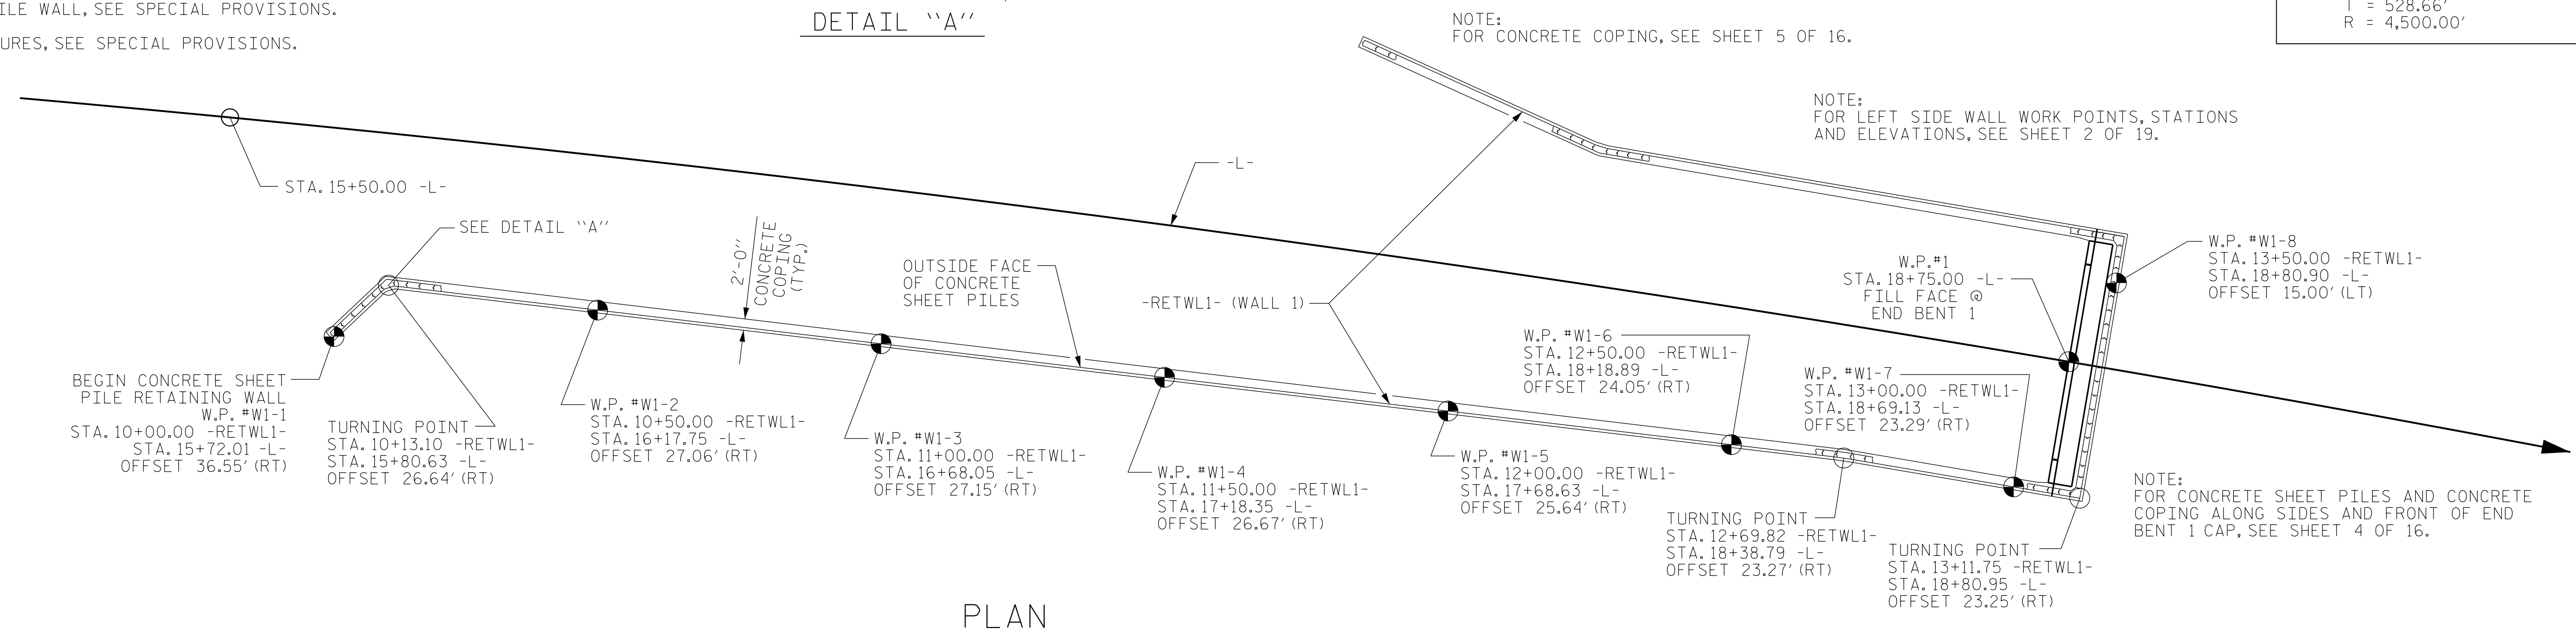 ILE WALL, SEE SPECIAL PROVISIONS.
URES, SEE SPECIAL PROVISIONS.
DETAIL ``A´´
NOTE:
FOR CONCRETE COPING, SEE SHEET 5 OF 16.
T = 528.66'
R = 4,500.00'
NOTE:
FOR LEFT SIDE WALL WORK POINTS, STATIONS
AND ELEVATIONS, SEE SHEET 2 OF 19.
STA. 15+50.00 -L-
-L-
SEE DETAIL ``A´´
2'-0"
CONCRETE
COPING
(TYP.)
OUTSIDE FACE
OF CONCRETE
SHEET PILES
-RETWL1- (WALL 1)
W.P.#1
STA. 18+75.00 -L-
FILL FACE @
END BENT 1
W.P. #W1-8
STA. 13+50.00 -RETWL1-
STA. 18+80.90 -L-
OFFSET 15.00' (LT)
BEGIN CONCRETE SHEET
PILE RETAINING WALL
W.P. #W1-1
STA. 10+00.00 -RETWL1-
STA. 15+72.01 -L-
OFFSET 36.55' (RT)
TURNING POINT
STA. 10+13.10 -RETWL1-
STA. 15+80.63 -L-
OFFSET 26.64' (RT)
W.P. #W1-2
STA. 10+50.00 -RETWL1-
STA. 16+17.75 -L-
OFFSET 27.06' (RT)
W.P. #W1-3
STA. 11+00.00 -RETWL1-
STA. 16+68.05 -L-
OFFSET 27.15' (RT)
W.P. #W1-4
STA. 11+50.00 -RETWL1-
STA. 17+18.35 -L-
OFFSET 26.67' (RT)
W.P. #W1-5
STA. 12+00.00 -RETWL1-
STA. 17+68.63 -L-
OFFSET 25.64' (RT)
W.P. #W1-6
STA. 12+50.00 -RETWL1-
STA. 18+18.89 -L-
OFFSET 24.05' (RT)
W.P. #W1-7
STA. 13+00.00 -RETWL1-
STA. 18+69.13 -L-
OFFSET 23.29' (RT)
TURNING POINT
STA. 12+69.82 -RETWL1-
STA. 18+38.79 -L-
OFFSET 23.27' (RT)
TURNING POINT
STA. 13+11.75 -RETWL1-
STA. 18+80.95 -L-
OFFSET 23.25' (RT)
NOTE:
FOR CONCRETE SHEET PILES AND CONCRETE
COPING ALONG SIDES AND FRONT OF END
BENT 1 CAP, SEE SHEET 4 OF 16.
PLAN